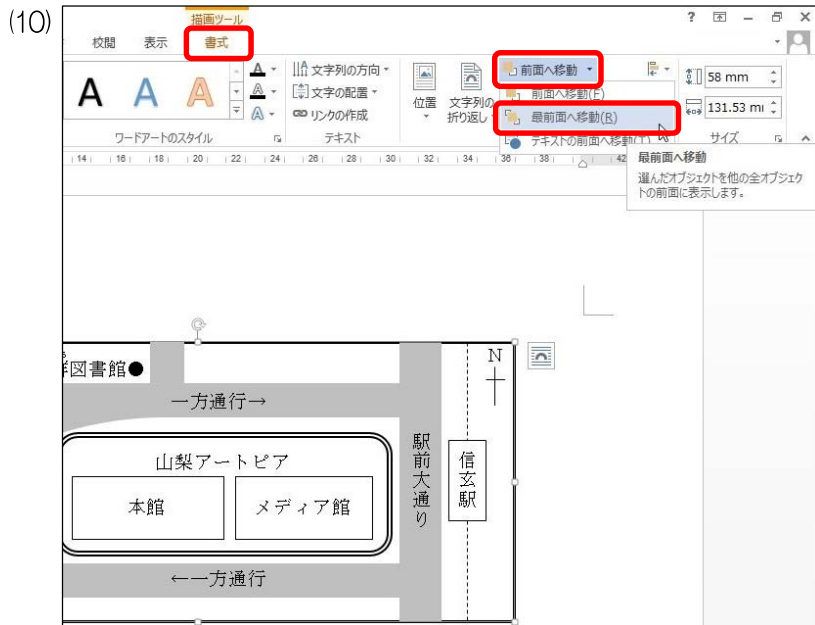 (10)
描画ツール
校閲 表示 書式
?
A A A
A
A
A
文字列の方向
文字の配置
リンクの作成
位置
文字列の
折り返し
前面へ移動
前面へ移動(F)
最前面へ移動(R)
テキストの前面へ移動(T)
58 mm
131.53 mı
ワードアートのスタイル
テキスト
サイズ
14 16 18 20 22 24 26 28 30 32 34 36 38 42
最前面へ移動
選んだオブジェクトを他の全オブジェク
トの前面に表示します。
図書館●
N
一方通行→
山梨アートピア
本館
メディア館
駅前大通り
信玄駅
←一方通行